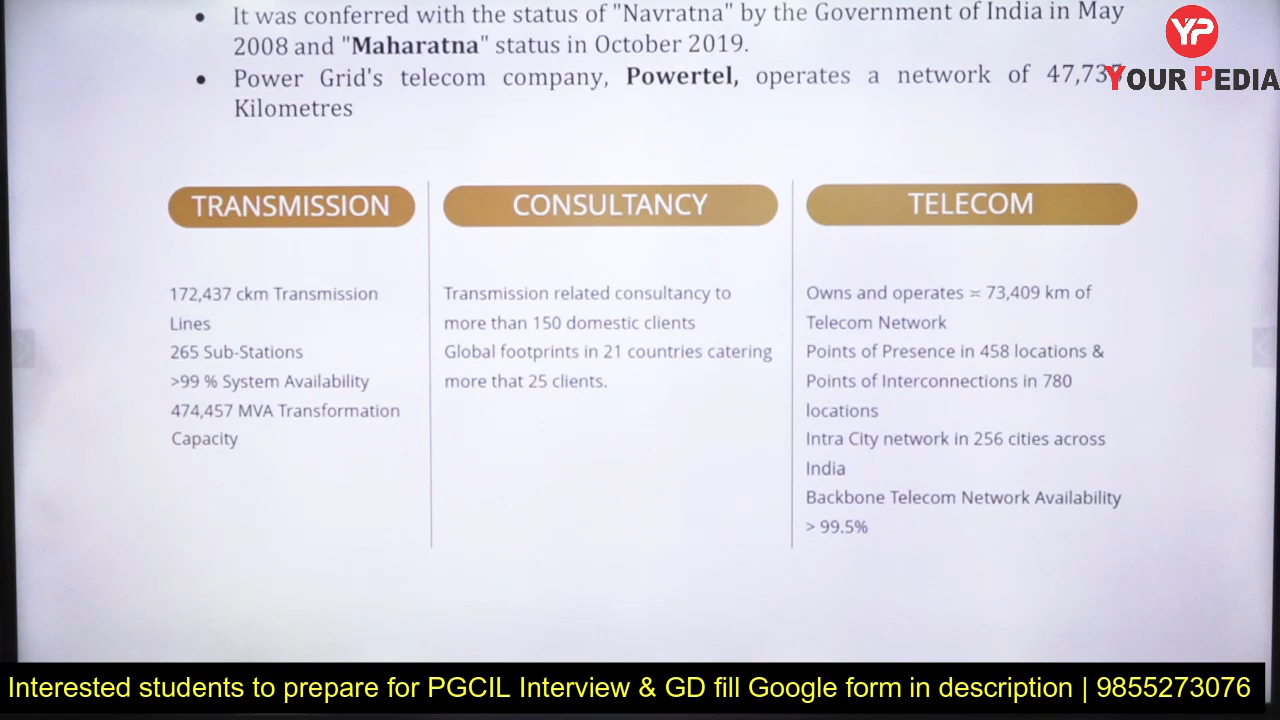 It was conferred with the status of "Navratna" by the Government of India in May
2008 and "Maharatna" status in October 2019.
Power Grid's telecom company, Powertel, operates a network of 47,737
Kilometres
YP
YOUR PEDIA
TRANSMISSION
172,437 ckm Transmission
Lines
265 Sub-Stations
>99 % System Availability
474,457 MVA Transformation
Capacity
CONSULTANCY
Transmission related consultancy to
more than 150 domestic clients
Global footprints in 21 countries catering
more that 25 clients.
TELECOM
Owns and operates ≍ 73,409 km of
Telecom Network
Points of Presence in 458 locations &
Points of Interconnections in 780
locations
Intra City network in 256 cities across
India
Backbone Telecom Network Availability
> 99.5%
Interested students to prepare for PGCIL Interview & GD fill Google form in description | 9855273076